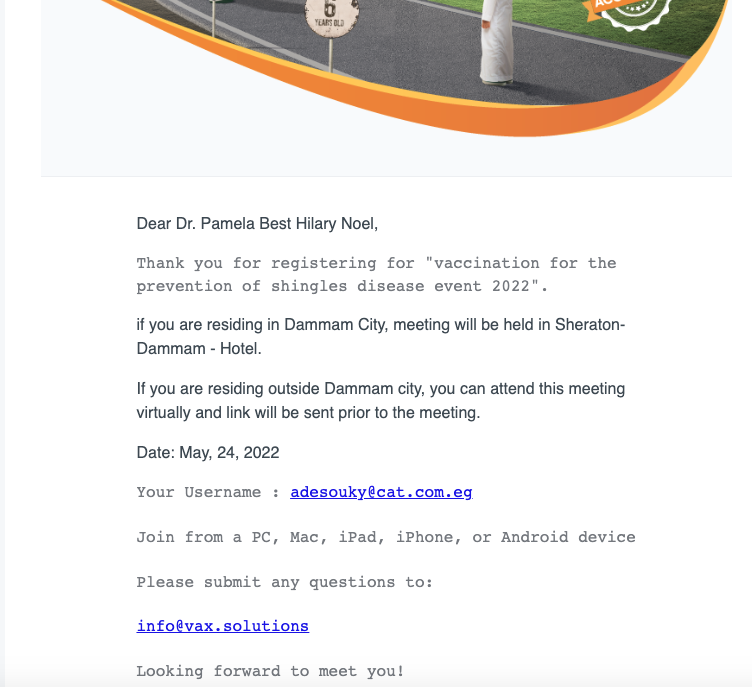 6
YEARS OLD
Dear Dr. Pamela Best Hilary Noel,
Thank you for registering for "vaccination for the
prevention of shingles disease event 2022".
if you are residing in Dammam City, meeting will be held in Sheraton-
Dammam - Hotel.
If you are residing outside Dammam city, you can attend this meeting
virtually and link will be sent prior to the meeting.
Date: May, 24, 2022
Your Username : adesouky@cat.com.eg
Join from a PC, Mac, iPad, iPhone, or Android device
Please submit any questions to:
info@vax.solutions
Looking forward to meet you!